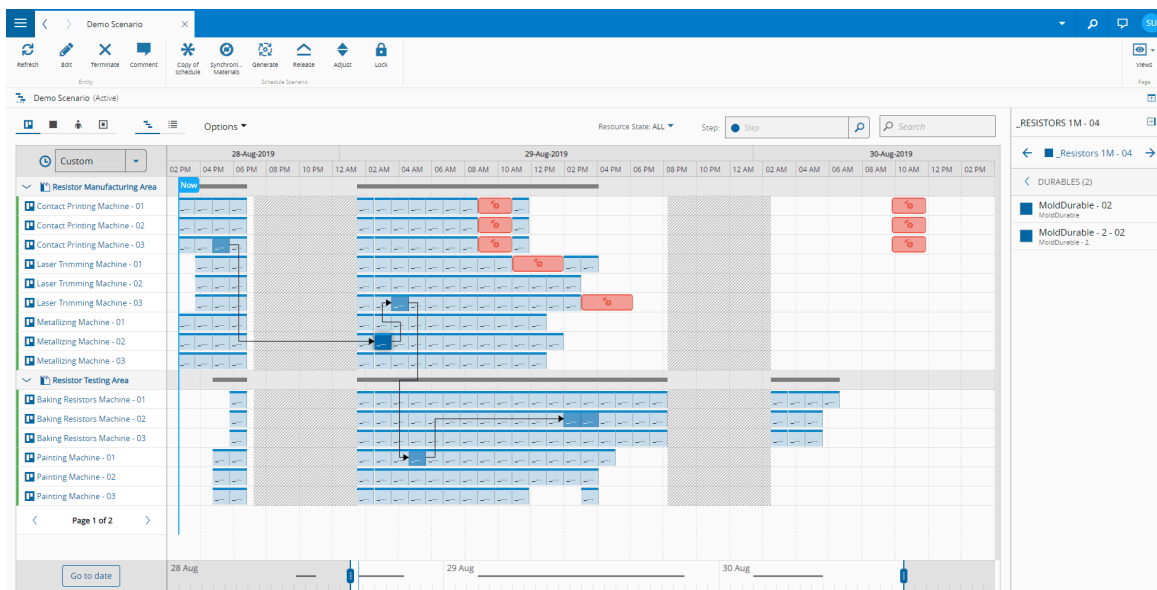 Demo Scenario
SU
Refresh Edit Terminate Comment Copy of schedule Synchroni... Materials Generate Release Adjust Lock Views
Entity Schedule Scenario Page
Demo Scenario (Active)
Options Resource State: ALL Step: Step Search
_RESISTORS 1M - 04
Custom
28-Aug-2019 29-Aug-2019 30-Aug-2019
02 PM 04 PM 06 PM 08 PM 10 PM 12 AM 02 AM 04 AM 06 AM 08 AM 10 AM 12 PM 02 PM 04 PM 06 PM 08 PM 10 PM 12 AM 02 AM 04 AM 06 AM 08 AM 10 AM 12 PM 02 PM
_Resistors 1M - 04
DURABLES (2)
MoldDurable - 02
MoldDurable
MoldDurable - 2 - 02
MoldDurable - 2
Now
Resistor Manufacturing Area
Contact Printing Machine - 01
Contact Printing Machine - 02
Contact Printing Machine - 03
Laser Trimming Machine - 01
Laser Trimming Machine - 02
Laser Trimming Machine - 03
Metallizing Machine - 01
Metallizing Machine - 02
Metallizing Machine - 03
Resistor Testing Area
Baking Resistors Machine - 01
Baking Resistors Machine - 02
Baking Resistors Machine - 03
Painting Machine - 01
Painting Machine - 02
Painting Machine - 03
Page 1 of 2
Go to date
28 Aug 29 Aug 30 Aug